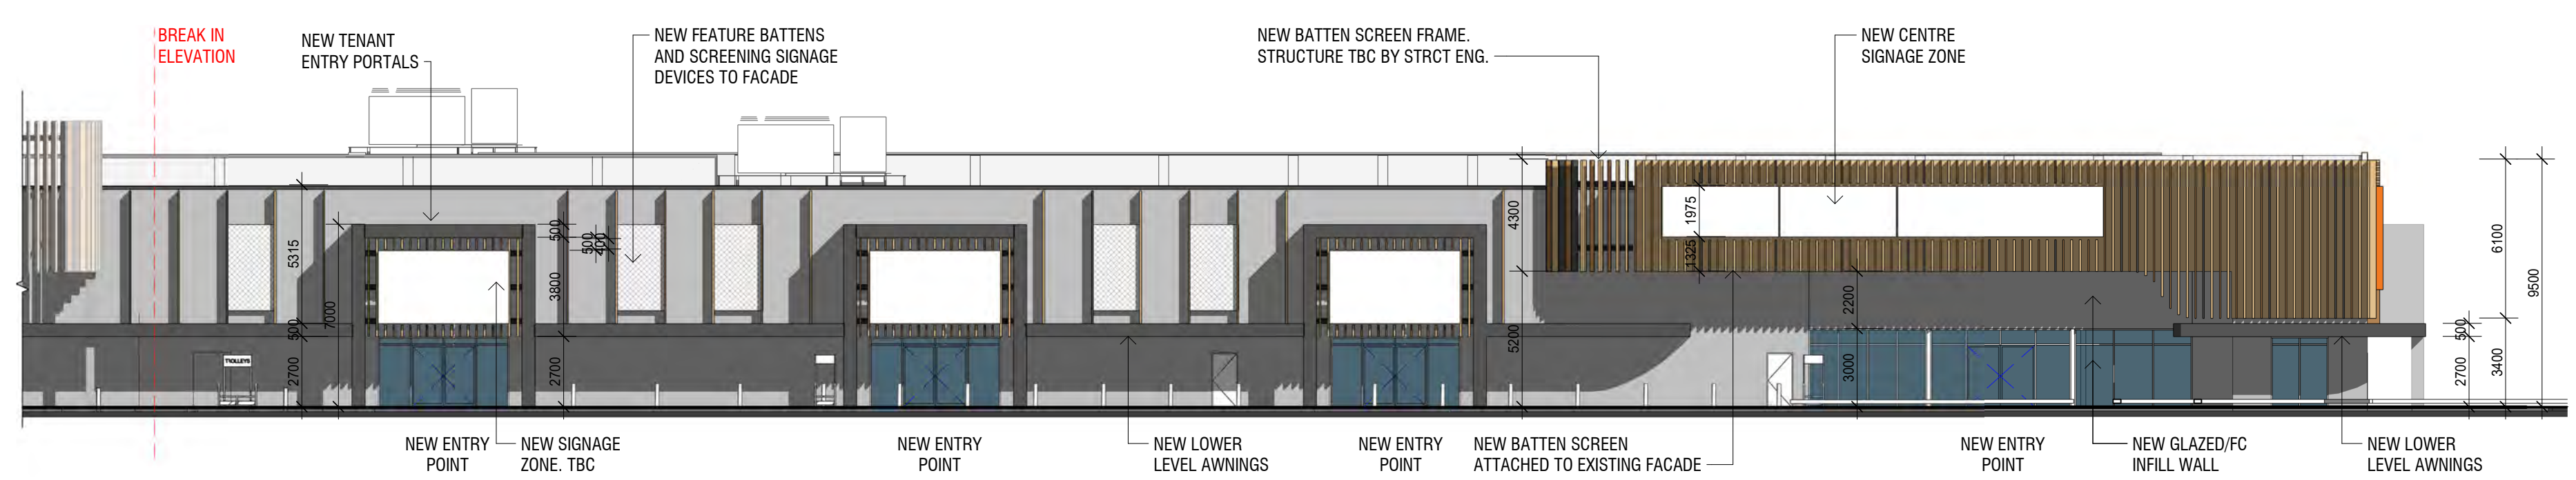 BREAK IN
ELEVATION
NEW TENANT
ENTRY PORTALS
NEW FEATURE BATTENS
AND SCREENING SIGNAGE
DEVICES TO FACADE
NEW BATTEN SCREEN FRAME.
STRUCTURE TBC BY STRCT ENG.
NEW CENTRE
SIGNAGE ZONE
5315
500
2700
7000
500
3800
2700
500
400
4300
5200
1975
1325
2200
3000
500
2700
6100
3400
9500
TROLLEYS
NEW ENTRY
POINT
NEW SIGNAGE
ZONE. TBC
NEW ENTRY
POINT
NEW LOWER
LEVEL AWNINGS
NEW ENTRY
POINT
NEW BATTEN SCREEN
ATTACHED TO EXISTING FACADE
NEW ENTRY
POINT
NEW GLAZED/FC
INFILL WALL
NEW LOWER
LEVEL AWNINGS